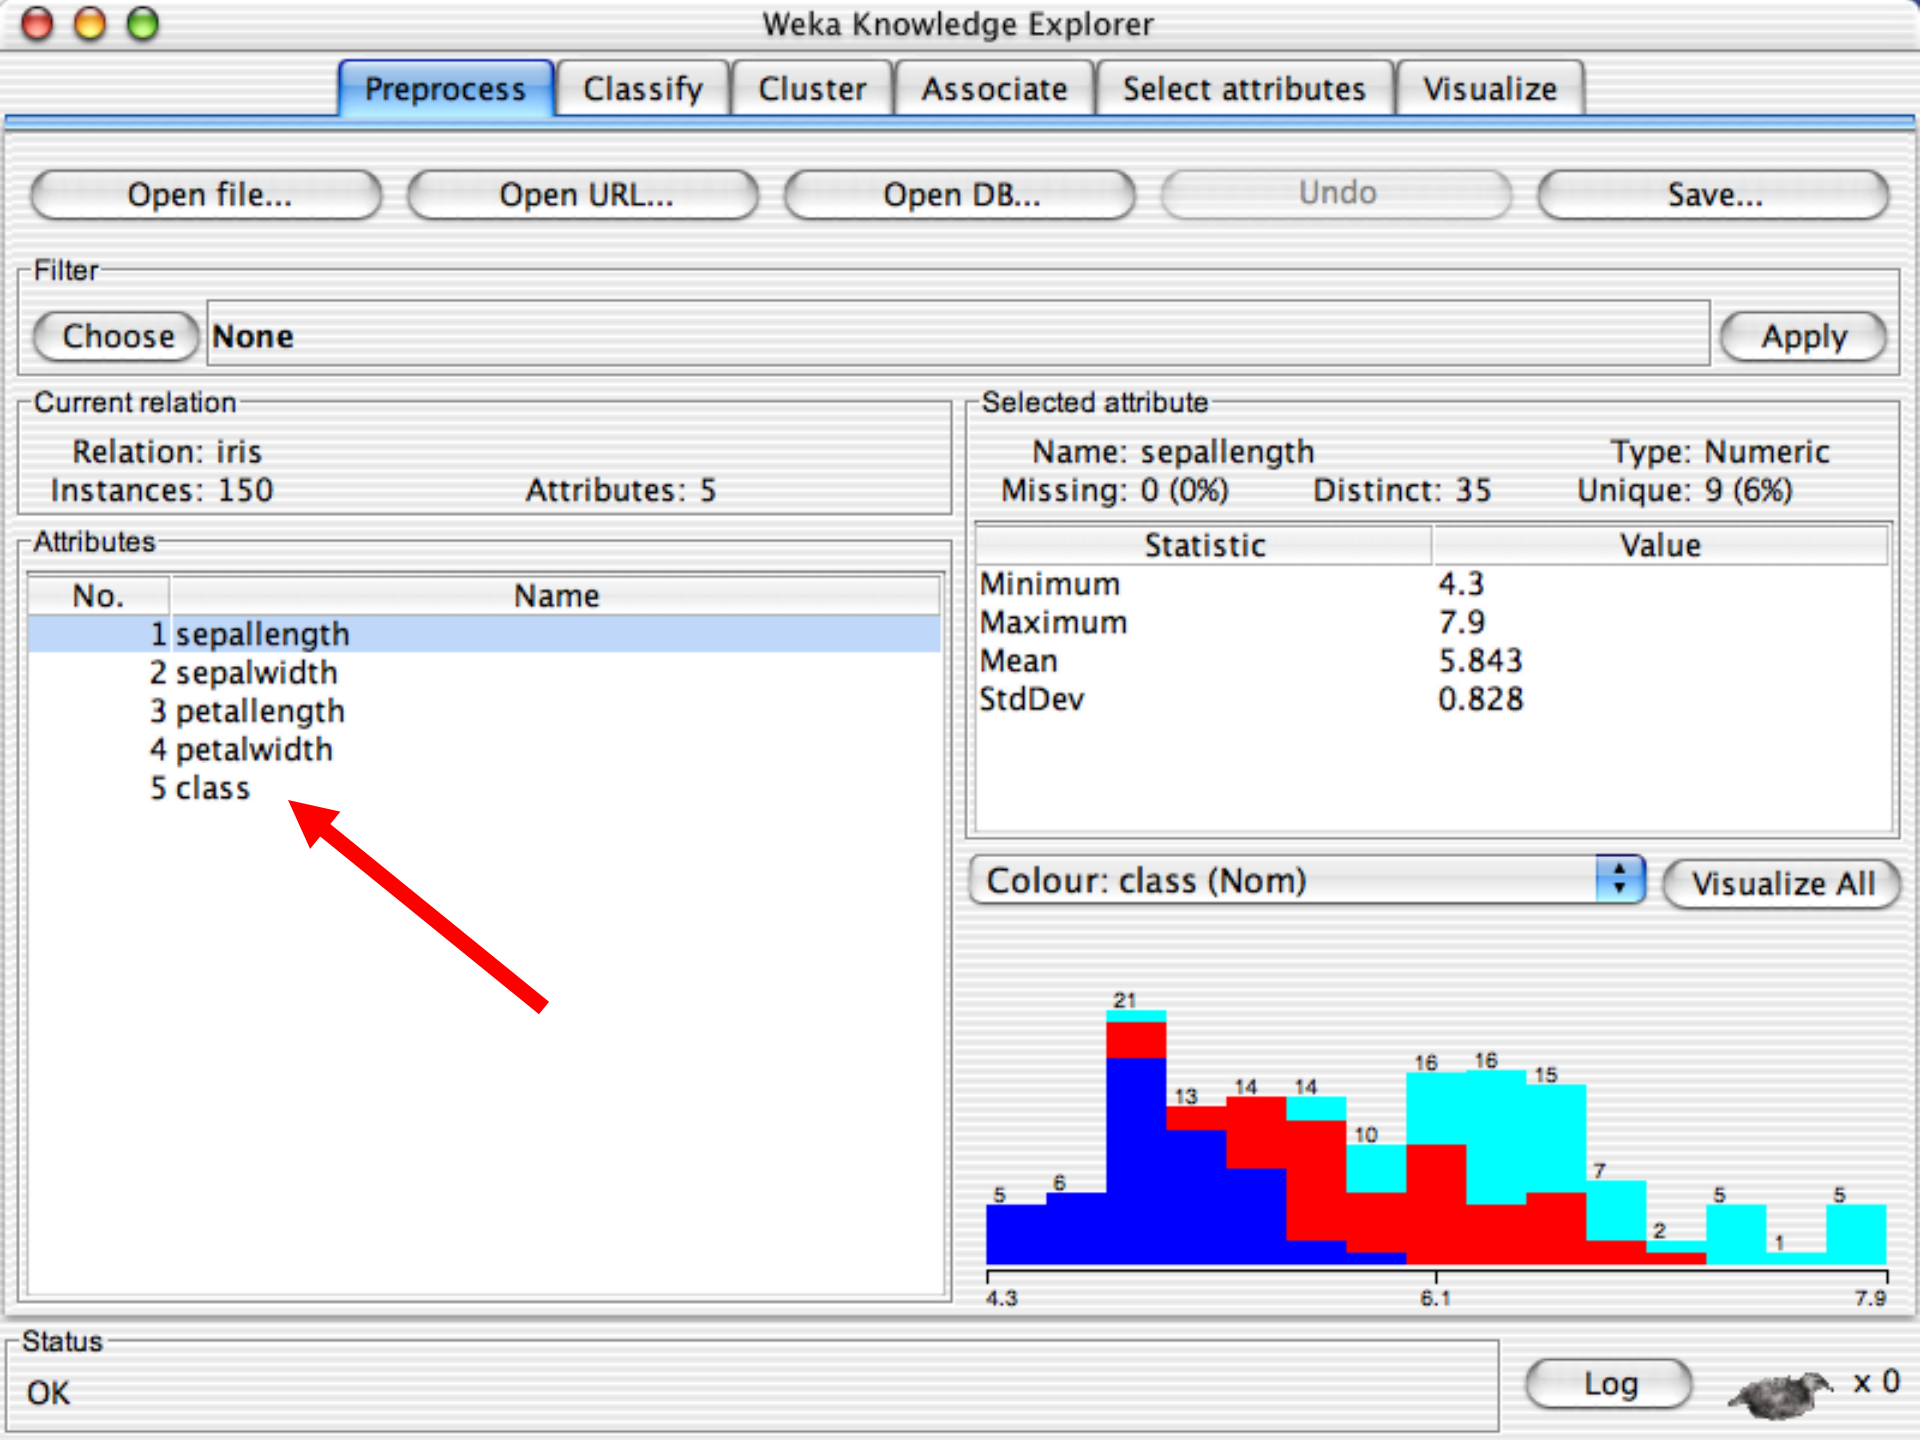 Weka Knowledge Explorer
Preprocess Classify Cluster Associate Select attributes Visualize
Open file... Open URL... Open DB... Undo Save...
Filter
Choose None Apply
Current relation
Relation: iris
Instances: 150 Attributes: 5
Attributes
No. Name
1 sepallength
2 sepalwidth
3 petallength
4 petalwidth
5 class
Selected attribute
Name: sepallength Type: Numeric
Missing: 0 (0%) Distinct: 35 Unique: 9 (6%)
Statistic Value
Minimum 4.3
Maximum 7.9
Mean 5.843
StdDev 0.828
Colour: class (Nom) Visualize All
5 6 21 13 14 14 10 16 16 15 7 2 5 1 5
4.3 6.1 7.9
Status
OK
Log x 0